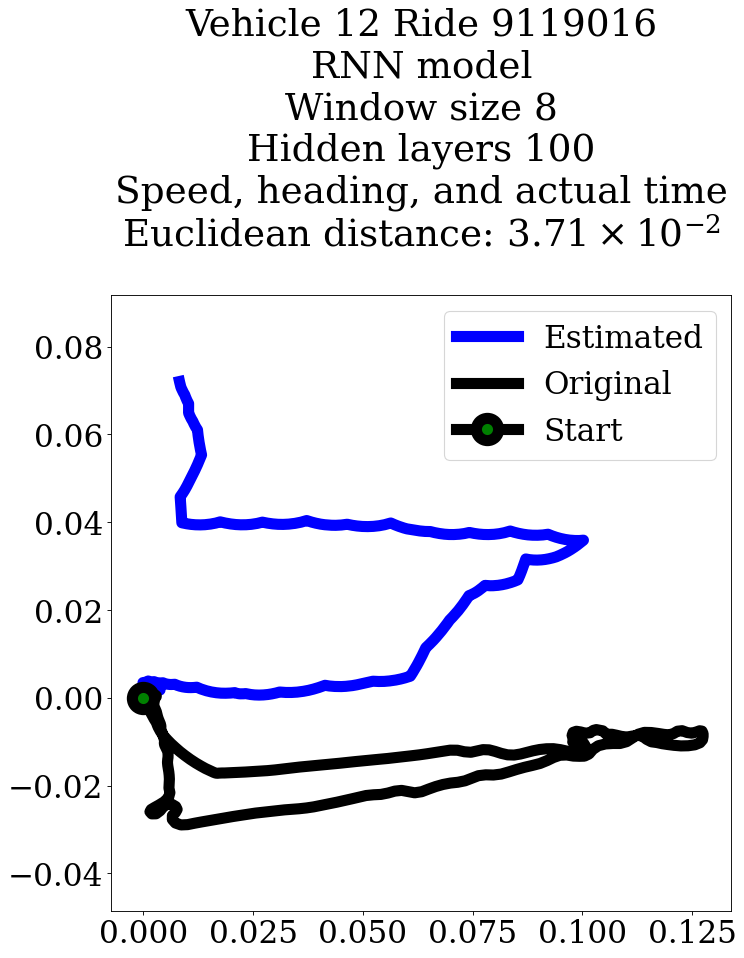 Vehicle 12 Ride 9119016
RNN model
Window size 8
Hidden layers 100
Speed, heading, and actual time
Euclidean distance: 3.71 × 10⁻²
Estimated
Original
Start
0.08
0.06
0.04
0.02
0.00
−0.02
−0.04
0.000 0.025 0.050 0.075 0.100 0.125